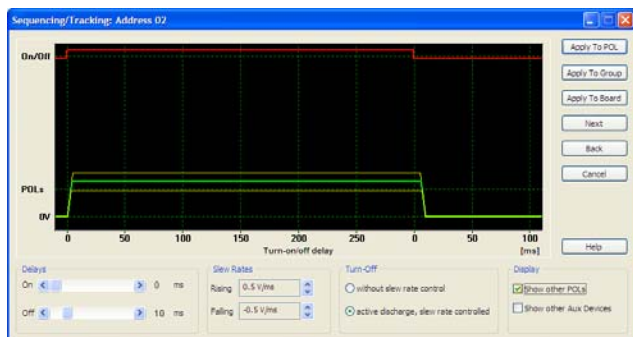 Sequencing/Tracking: Address 02
On/Off
POLs
0V
0 50 100 150 200 250 0 50 100
Turn-on/off delay [ms]
Apply To POL
Apply To Group
Apply To Board
Next
Back
Cancel
Help
Delays
On 0 ms
Off 10 ms
Slew Rates
Rising 0.5 V/ms
Falling -0.5 V/ms
Turn-Off
without slew rate control
active discharge, slew rate controlled
Display
Show other POLs
Show other Aux Devices